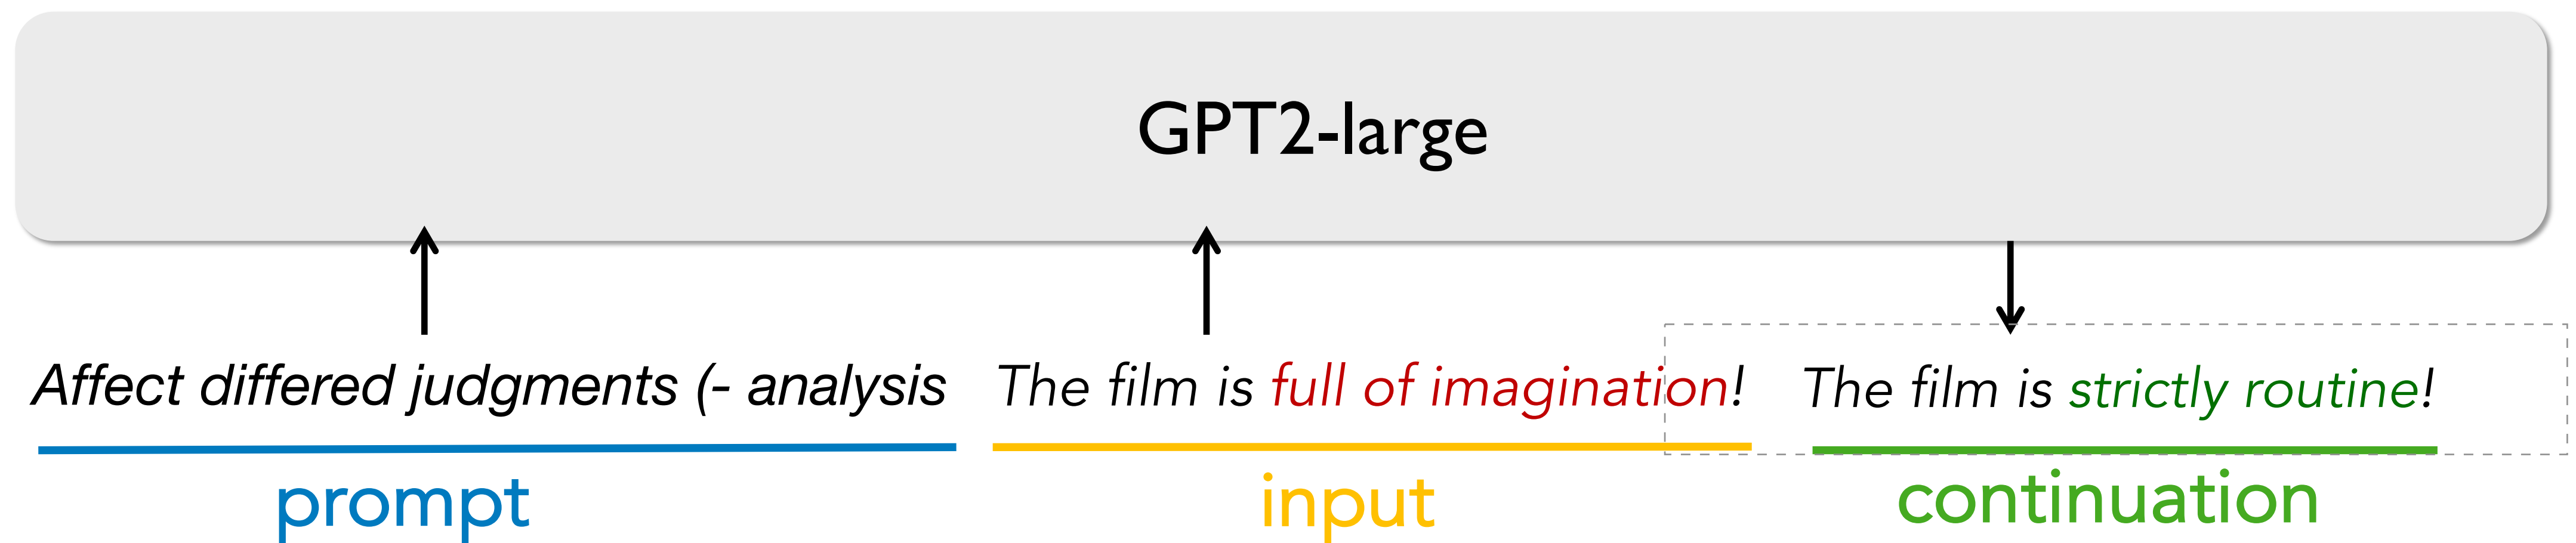 GPT2-large
Affect differed judgments (- analysis The film is full of imagination! The film is strictly routine!
prompt input continuation